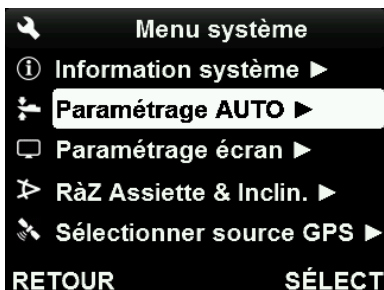 Menu système
Information système ►
Paramétrage AUTO ►
Paramétrage écran ►
RàZ Assiette & Inclin. ►
Sélectionner source GPS ►
RETOUR SÉLECT